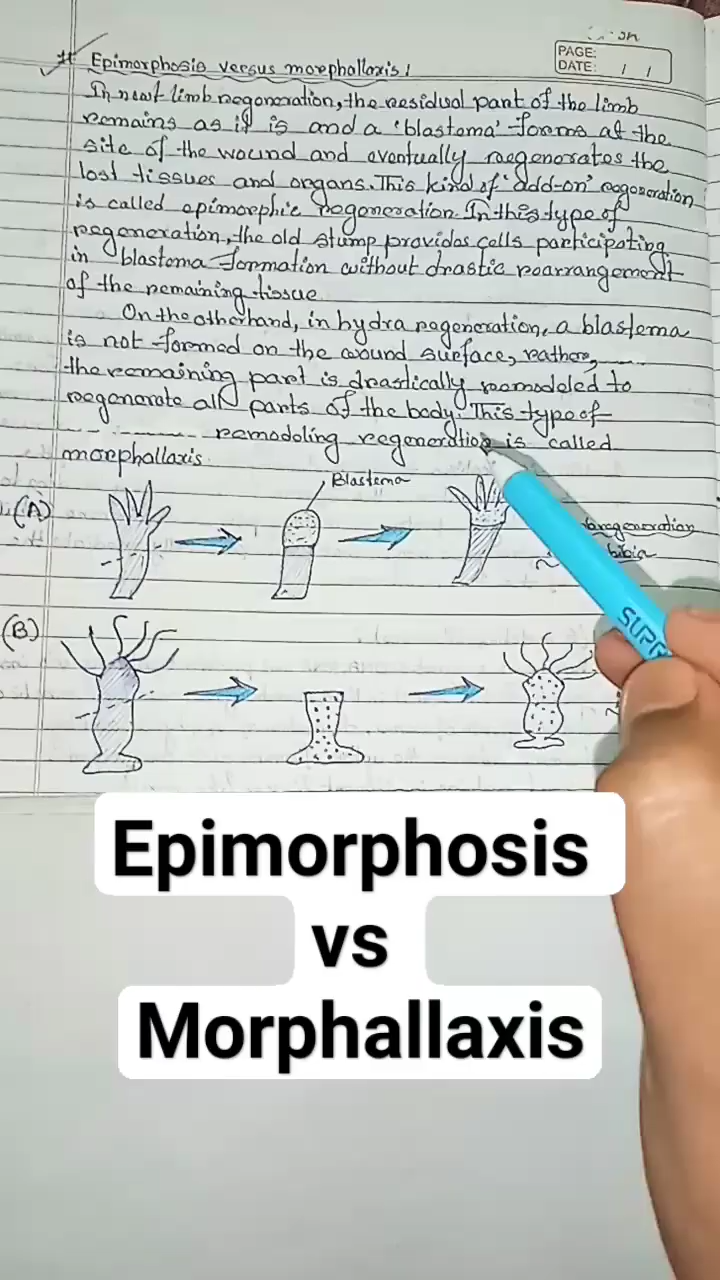 PAGE:
DATE: / /
Epimorphosis versus morphallaxis!
In newt limb regeneration, the residual part of the limb
remains as it is and a 'blastema' forms at the
site of the wound and eventually regenerates the
lost tissues and organs. This kind of 'add-on' regeneration
is called epimorphic regeneration. In this type of
regeneration, the old stump provides cells participating
in blastema formation without drastic rearrangement
of the remaining tissue
On the otherhand, in hydra regeneration, a blastema
is not formed on the wound surface, rather,
the remaining part is drastically remodeled to
regenerate all parts of the body. This type of
remodeling regeneration is called
morphallaxis.
Blastema
(A)
(B)
SUPE
Epimorphosis
vs
Morphallaxis